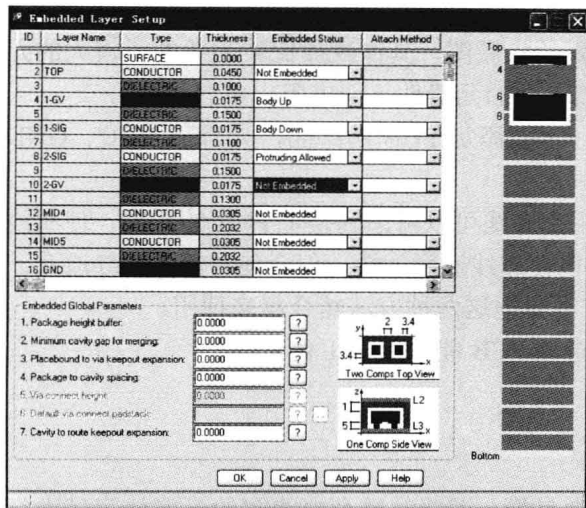 Embedded Layer Setup
ID Layer Name Type Thickness Embedded Status Attach Method
1 SURFACE 0.0000
2 TOP CONDUCTOR 0.0450 Not Embedded
3 DIELECTRIC 0.1000
4 1-GV 0.0175 Body Up
5 DIELECTRIC 0.1500
6 1-SIG CONDUCTOR 0.0175 Body Down
7 DIELECTRIC 0.1100
8 2-SIG CONDUCTOR 0.0175 Protruding Allowed
9 DIELECTRIC 0.1500
10 2-GV 0.0175 Not Embedded
11 DIELECTRIC 0.1300
12 MID4 CONDUCTOR 0.0305 Not Embedded
13 DIELECTRIC 0.2032
14 MID5 CONDUCTOR 0.0305 Not Embedded
15 DIELECTRIC 0.2032
16 GND 0.0305 Not Embedded
Top
4
6
8
Bottom
Embedded Global Parameters
1. Package height buffer: 0.0000 ?
2. Minimum cavity gap for merging: 0.0000 ?
3. Placebound to via keepout expansion: 0.0000 ?
4. Package to cavity spacing: 0.0000 ?
5. Via connect height: 0.0000 ?
6. Default via connect padstack: ?
7. Cavity to route keepout expansion: 0.0000 ?
y 2 3.4
3.4 x
Two Comps Top View
z L2
1
5 L3 x
One Comp Side View
OK Cancel Apply Help